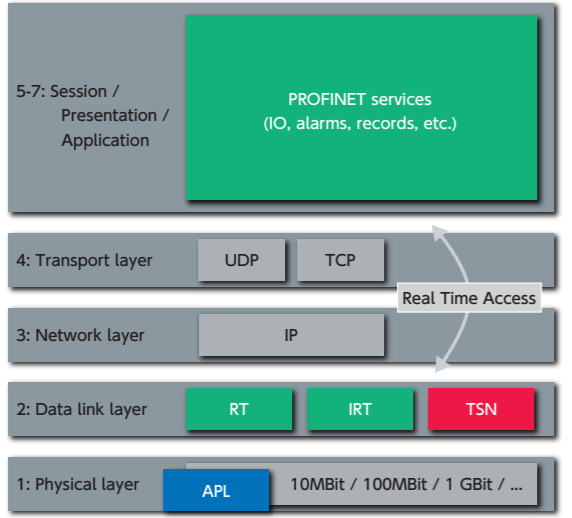 5-7: Session /
Presentation /
Application
PROFINET services
(IO, alarms, records, etc.)
4: Transport layer
UDP
TCP
Real Time Access
3: Network layer
IP
2: Data link layer
RT
IRT
TSN
1: Physical layer
APL
10MBit / 100MBit / 1 GBit / ...